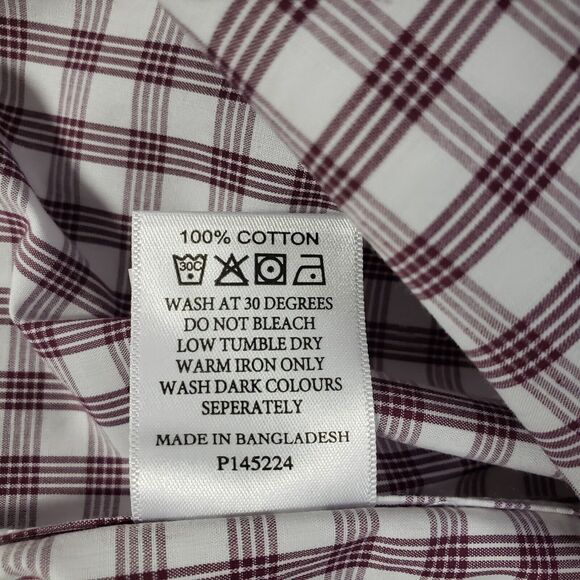 100% COTTON
30C
WASH AT 30 DEGREES
DO NOT BLEACH
LOW TUMBLE DRY
WARM IRON ONLY
WASH DARK COLOURS
SEPERATELY
MADE IN BANGLADESH
P145224